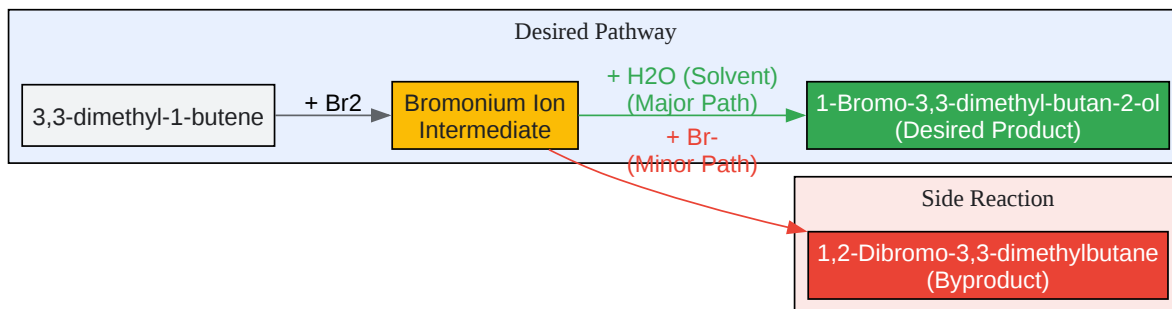 Desired Pathway
3,3-dimethyl-1-butene
+ Br2
Bromonium Ion
Intermediate
+ H2O (Solvent)
(Major Path)
+ Br-
(Minor Path)
1-Bromo-3,3-dimethyl-butan-2-ol
(Desired Product)
Side Reaction
1,2-Dibromo-3,3-dimethylbutane
(Byproduct)